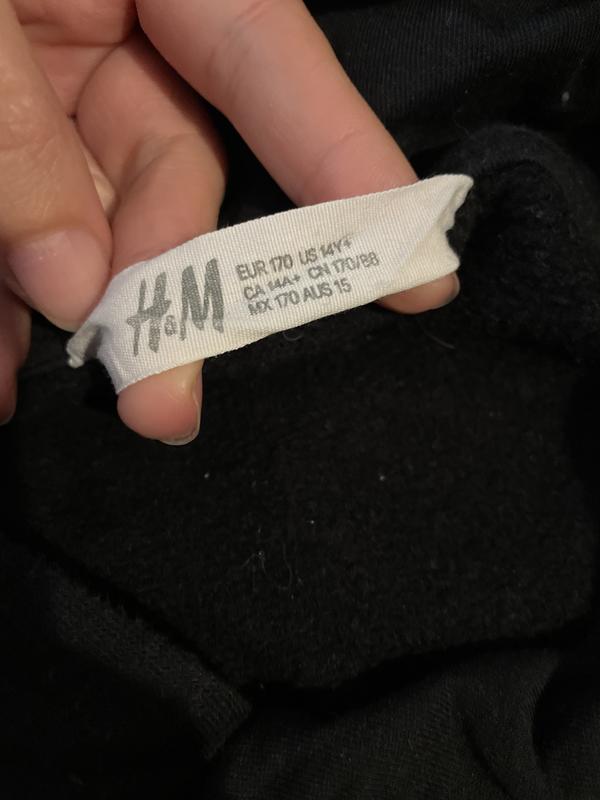 H&M
EUR 170 US 14Y+
CA 14A+ CN 170/88
MX 170 AUS 15